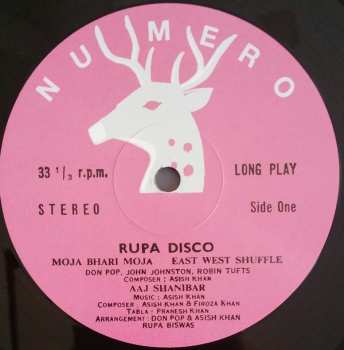 NUMERO
33 1/3 r.p.m. LONG PLAY
STEREO Side One
RUPA DISCO
MOJA BHARI MOJA EAST WEST SHUFFLE
DON POP, JOHN JOHNSTON, ROBIN TUFTS
COMPOSER : ASISH KHAN
AAJ SHANIBAR
MUSIC : ASISH KHAN
COMPOSER : ASISH KHAN & FIROZA KHAN
TABLA - PRANESH KHAN
ARRANGEMENT: DON POP & ASISH KHAN
RUPA BISWAS